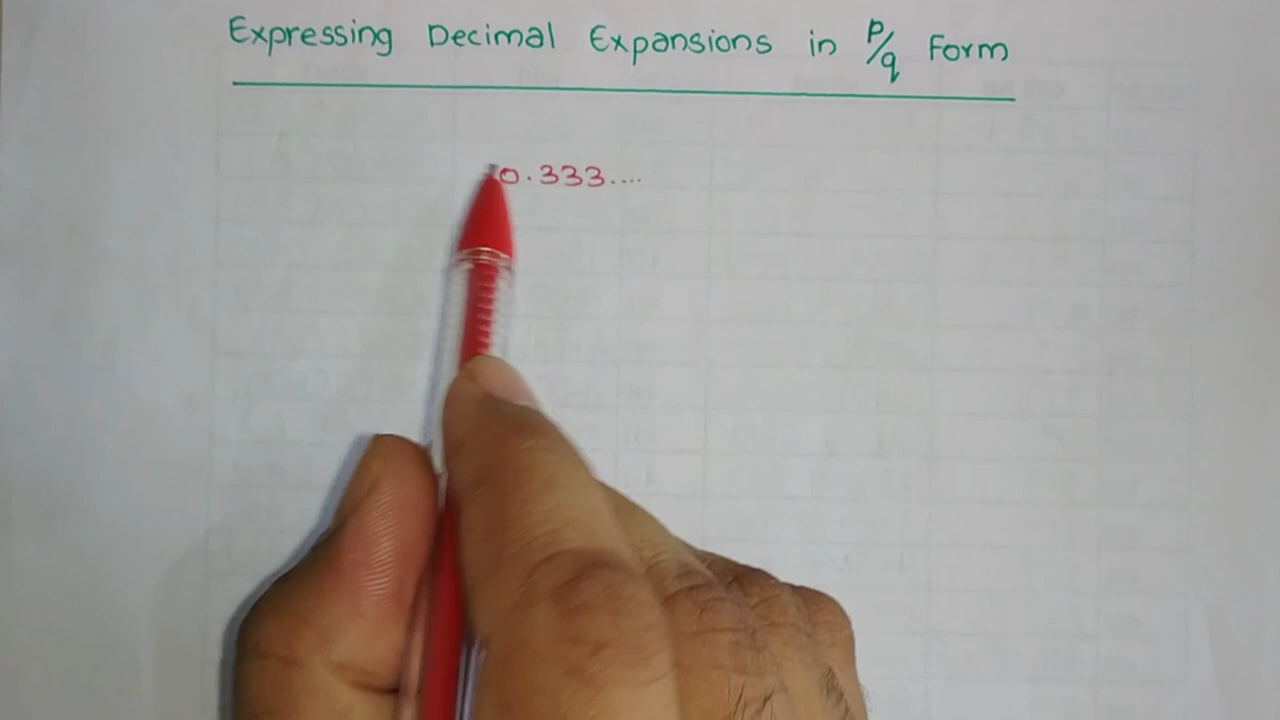 Expressing Decimal Expansions in P/q Form
0.333....